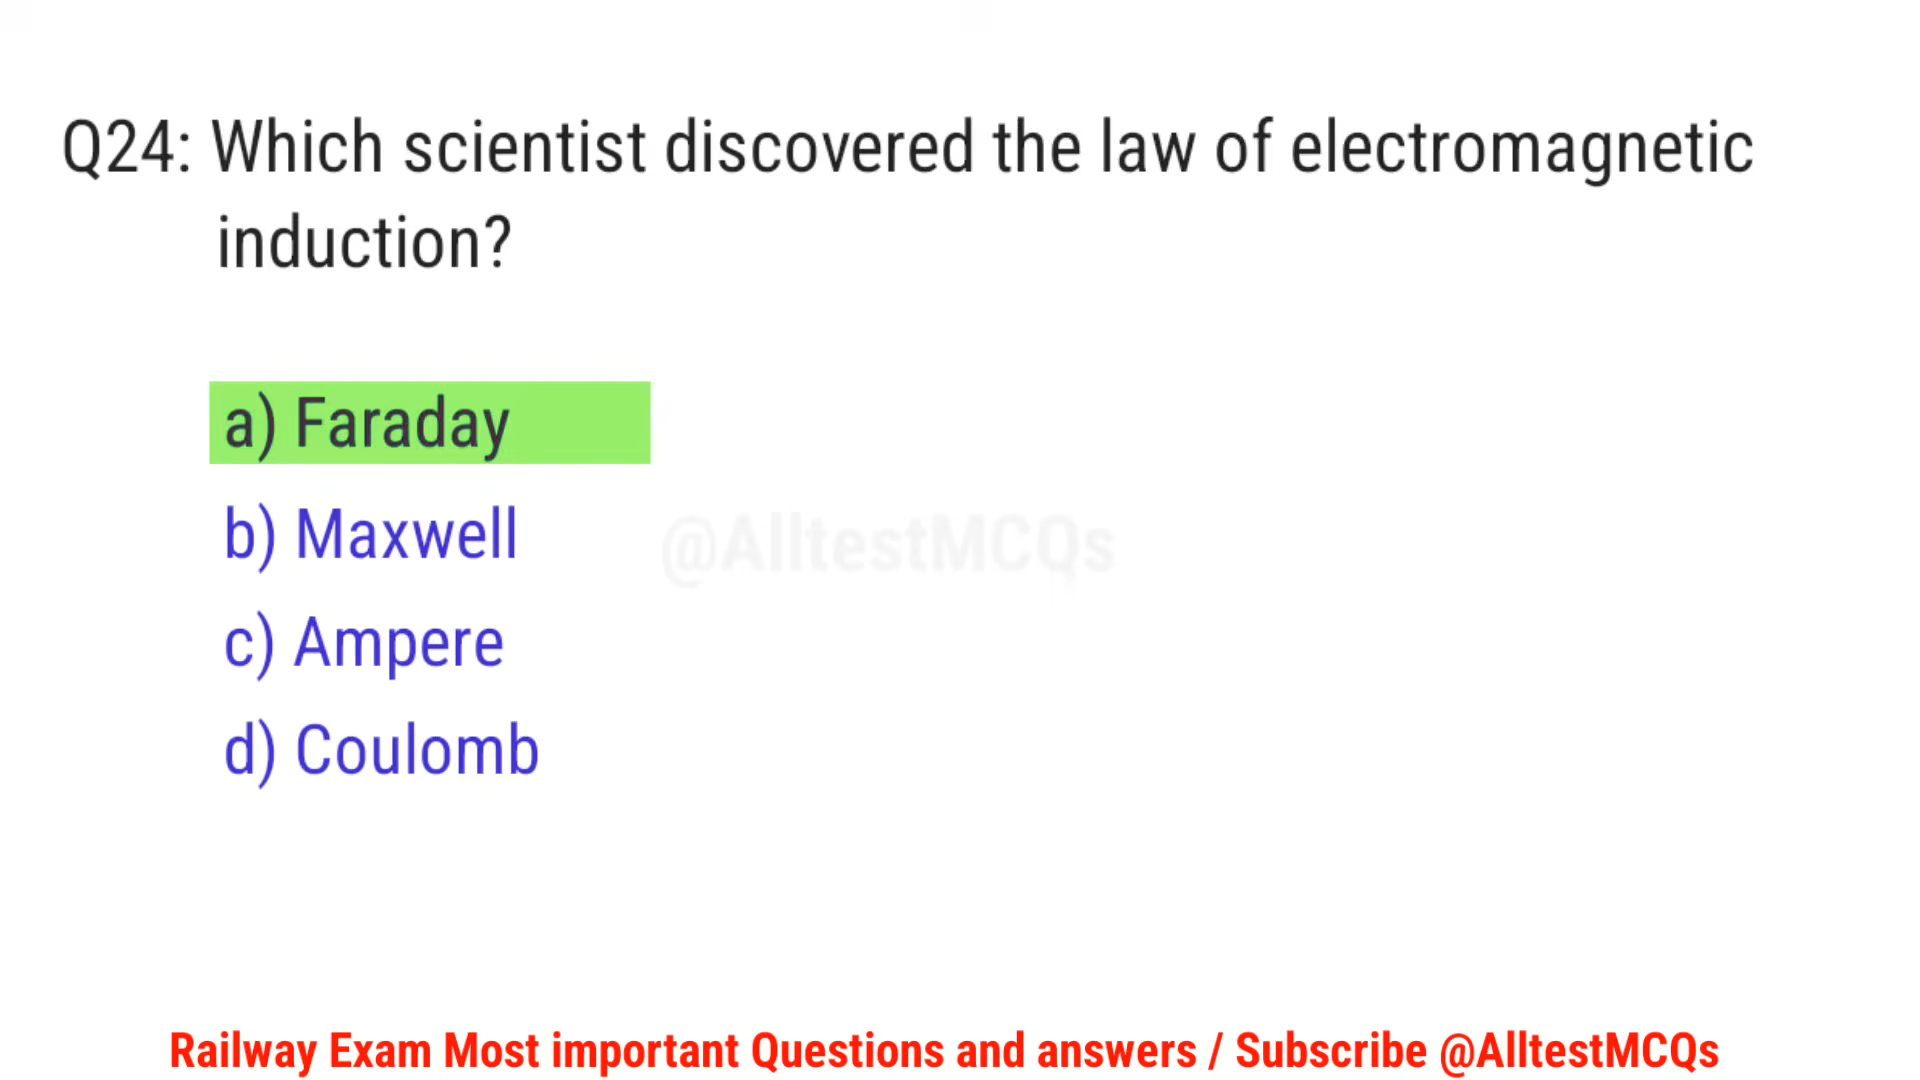 Q24: Which scientist discovered the law of electromagnetic
induction?
a) Faraday
b) Maxwell
@AlltestMCQs
c) Ampere
d) Coulomb
Railway Exam Most important Questions and answers / Subscribe @AlltestMCQs